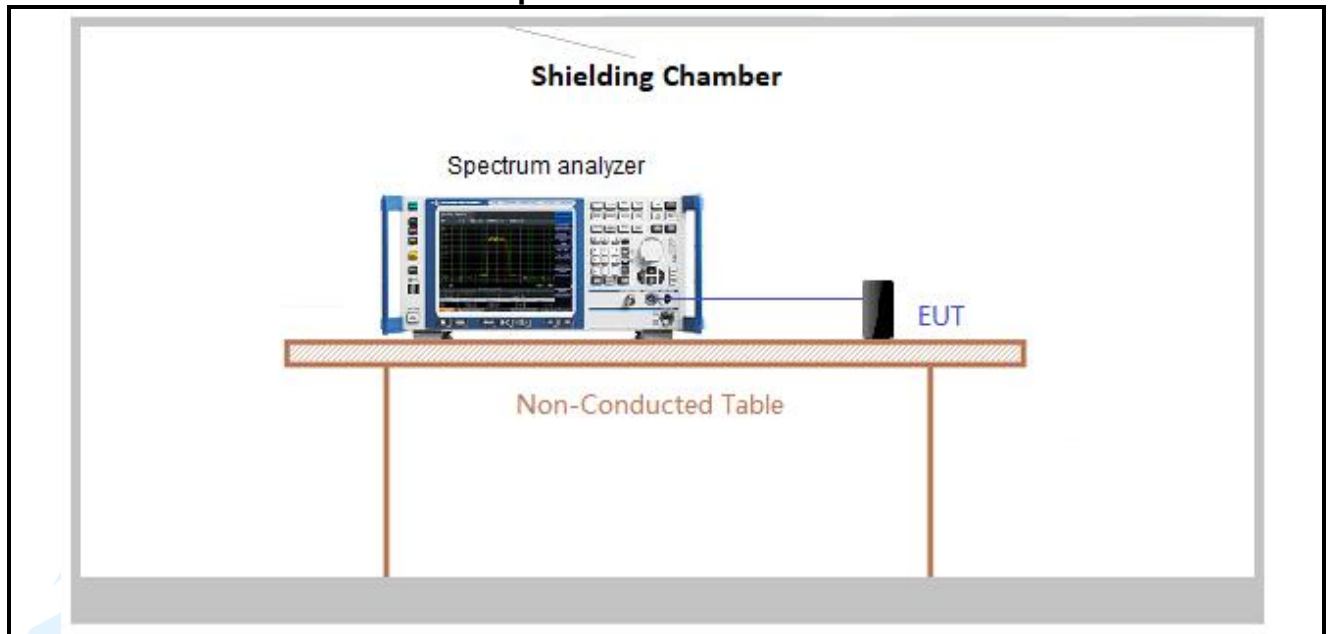 Shielding Chamber
Spectrum analyzer
EUT
Non-Conducted Table